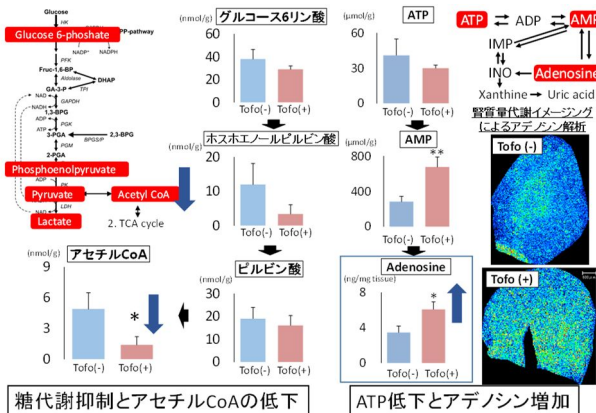 Glucose
HK
Glucose 6-phoshate
PP-pathway
NADP⁺
NADPH
PFK
Fruc-1,6-BP
Aldolase
DHAP
GA-3-P
TPI
NAD
GAPDH
NADH
1,3-BPG
ADP
PGK
ATP
3-PGA
2,3-BPG
BPGS/P
PGM
2-PGA
Phosphoenolpyruvate
ADP
PK
Pyruvate
Acetyl CoA
LDH
NAD
Lactate
2. TCA cycle
グルコース6リン酸
(nmol/g)
60
40
20
0
Tofo(-) Tofo(+)
ホスホエノールピルビン酸
(nmol/g)
20
10
0
Tofo(-) Tofo(+)
ピルビン酸
(nmol/g)
30
20
10
0
Tofo(-) Tofo(+)
アセチルCoA
(nmol/g)
9
6
3
0
*
Tofo(-) Tofo(+)
糖代謝抑制とアセチルCoAの低下
ATP
(μmol/g)
60
40
20
0
Tofo(-) Tofo(+)
AMP
(μmol/g)
800
600
400
200
0
**
Tofo(-) Tofo(+)
Adenosine
(ng/mg tissue)
8
4
0
*
Tofo(-) Tofo(+)
ATP ADP AMP
IMP
INO Adenosine
Xanthine Uric acid
腎質量代謝イメージング
によるアデノシン解析
Tofo (-)
Tofo (+)
ATP低下とアデノシン増加